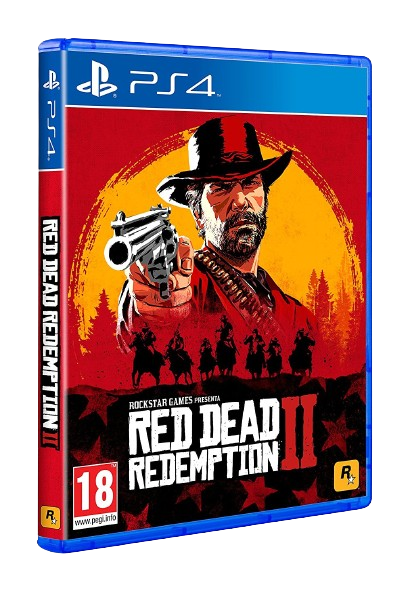 PS4
PS4
RED DEAD REDEMPTION II
ROCKSTAR GAMES PRESENTA
RED DEAD
REDEMPTION II
18
www.pegi.info
R
R